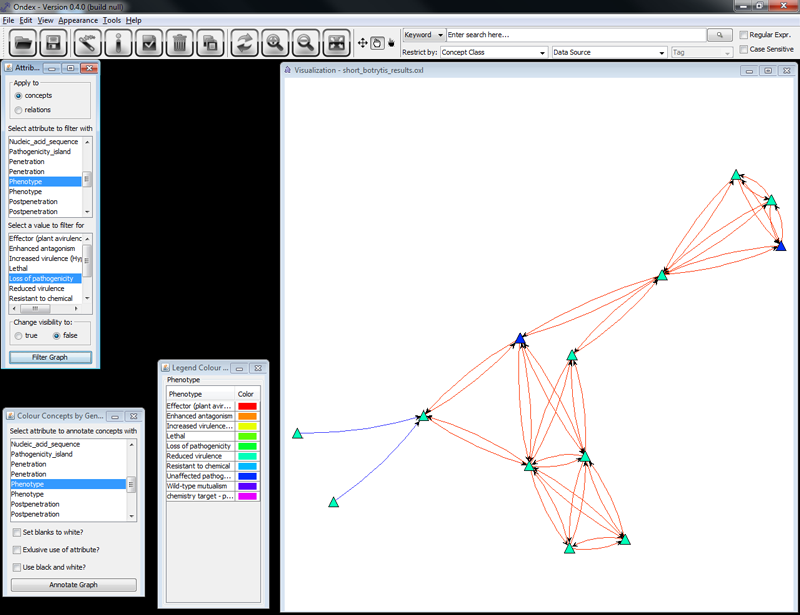 Ondex - Version 0.4.0 (build null)
File Edit View Appearance Tools Help
Keyword
Enter search here...
Regular Expr.
Restrict by:
Concept Class
Data Source
Tag
Case Sensitive
Attrib...
Apply to
concepts
relations
Select attribute to filter with
Nucleic_acid_sequence
Pathogenicity_island
Penetration
Penetration
Phenotype
Phenotype
Postpenetration
Postpenetration
Select a value to filter for
Effector (plant avirulenc
Enhanced antagonism
Increased virulence (Hyp
Lethal
Loss of pathogenicity
Reduced virulence
Resistant to chemical
Change visibility to:
true
false
Filter Graph
Visualization - short_botrytis_results.oxl
Legend Colour ...
Phenotype
Phenotype Color
Effector (plant avir...
Enhanced antagonism
Increased virulence...
Lethal
Loss of pathogenicity
Reduced virulence
Resistant to chemical
Unaffected pathog...
Wild-type mutualism
chemistry target - p...
Colour Concepts by Gen...
Select attribute to annotate concepts with
Nucleic_acid_sequence
Pathogenicity_island
Penetration
Penetration
Phenotype
Phenotype
Postpenetration
Postpenetration
Set blanks to white?
Exlusive use of attribute?
Use black and white?
Annotate Graph